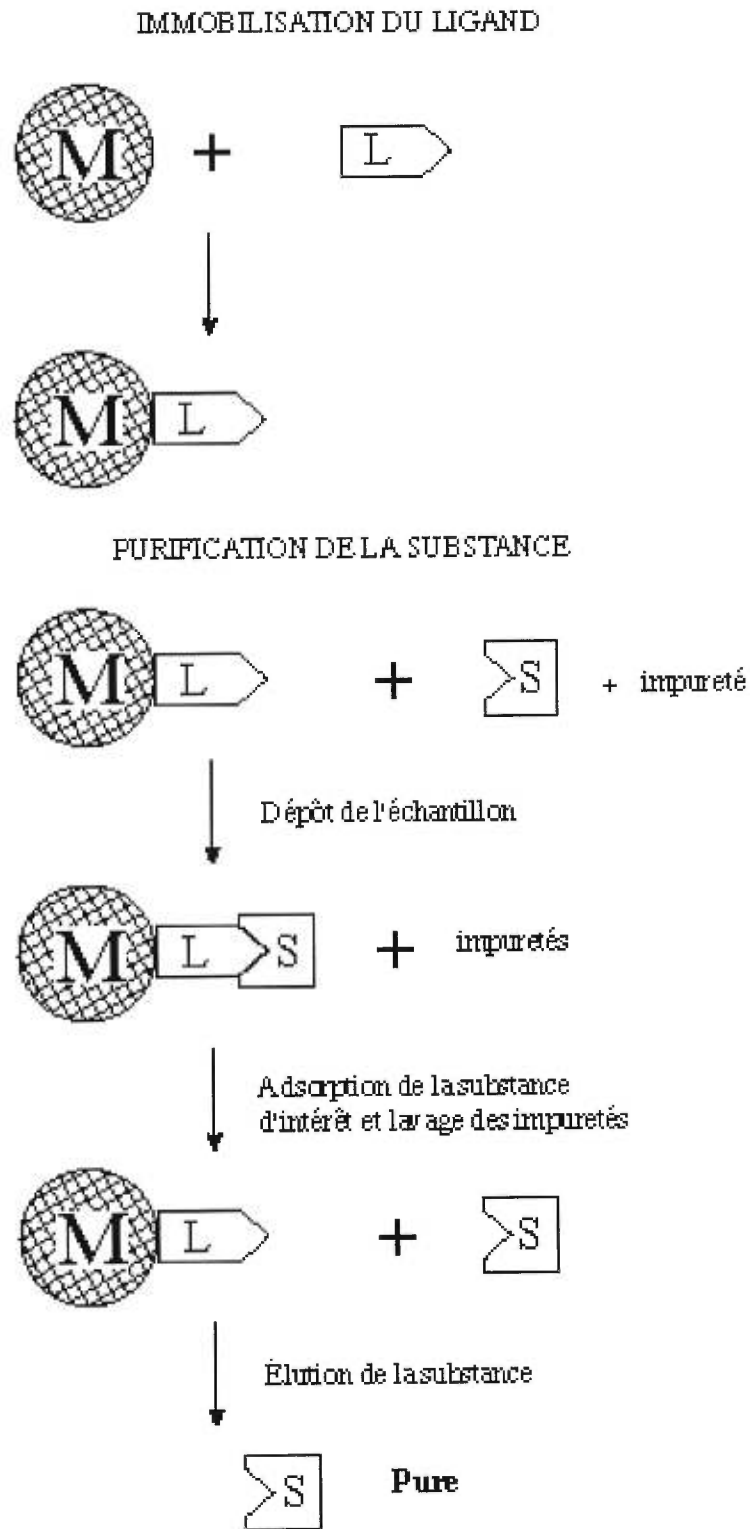 IMMOBILISATION DU LIGAND
M + L
M L
PURIFICATION DE LA SUBSTANCE
M L + S + impureté
Dépôt de l'échantillon
M L S + impuretés
Adsorption de la substance
d'intérêt et lavage des impuretés
M L + S
Élution de la substance
S Pure